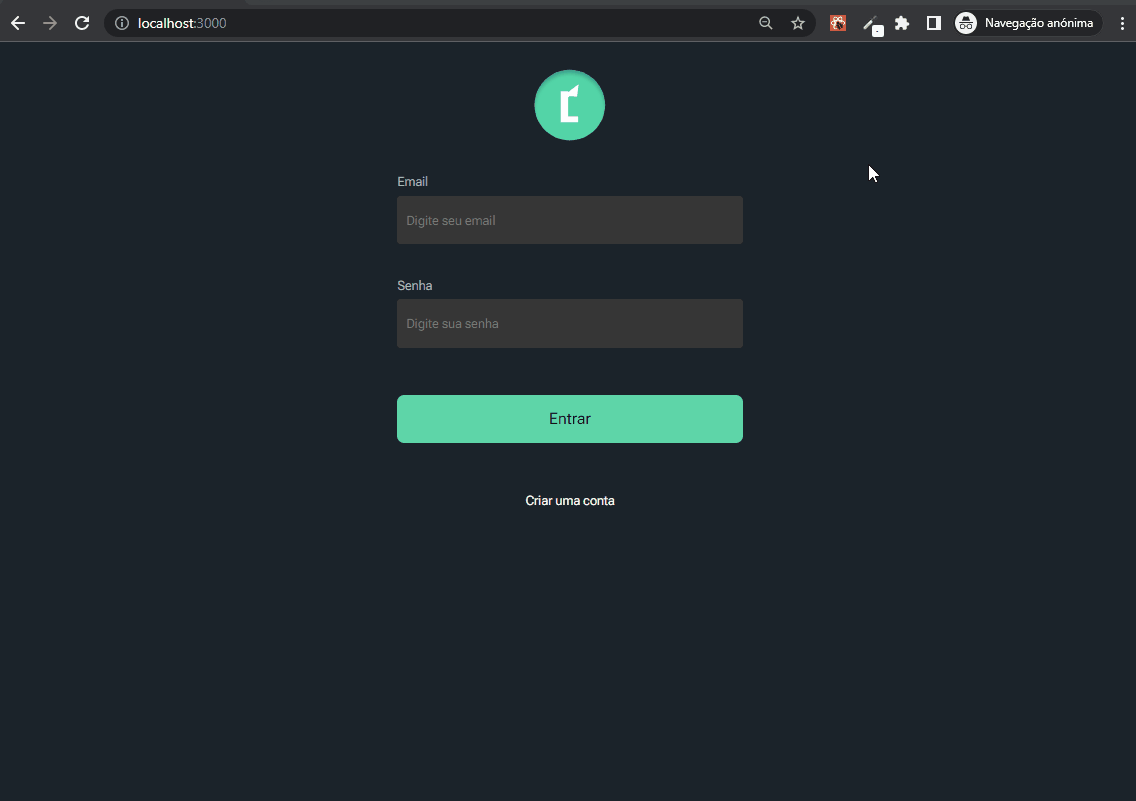 localhost:3000
Navegação anónima
Email
Digite seu email
Senha
Digite sua senha
Entrar
Criar uma conta